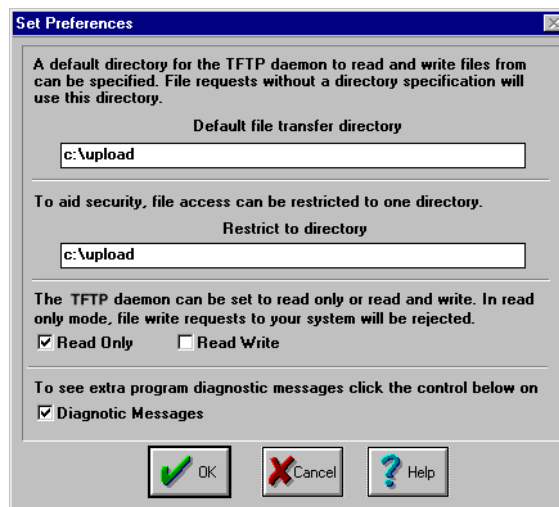 Set Preferences
A default directory for the TFTP daemon to read and write files from
can be specified. File requests without a directory specification will
use this directory.
Default file transfer directory
c:\upload
To aid security, file access can be restricted to one directory.
Restrict to directory
c:\upload
The TFTP daemon can be set to read only or read and write. In read
only mode, file write requests to your system will be rejected.
Read Only Read Write
To see extra program diagnostic messages click the control below on
Diagnotic Messages
OK Cancel Help